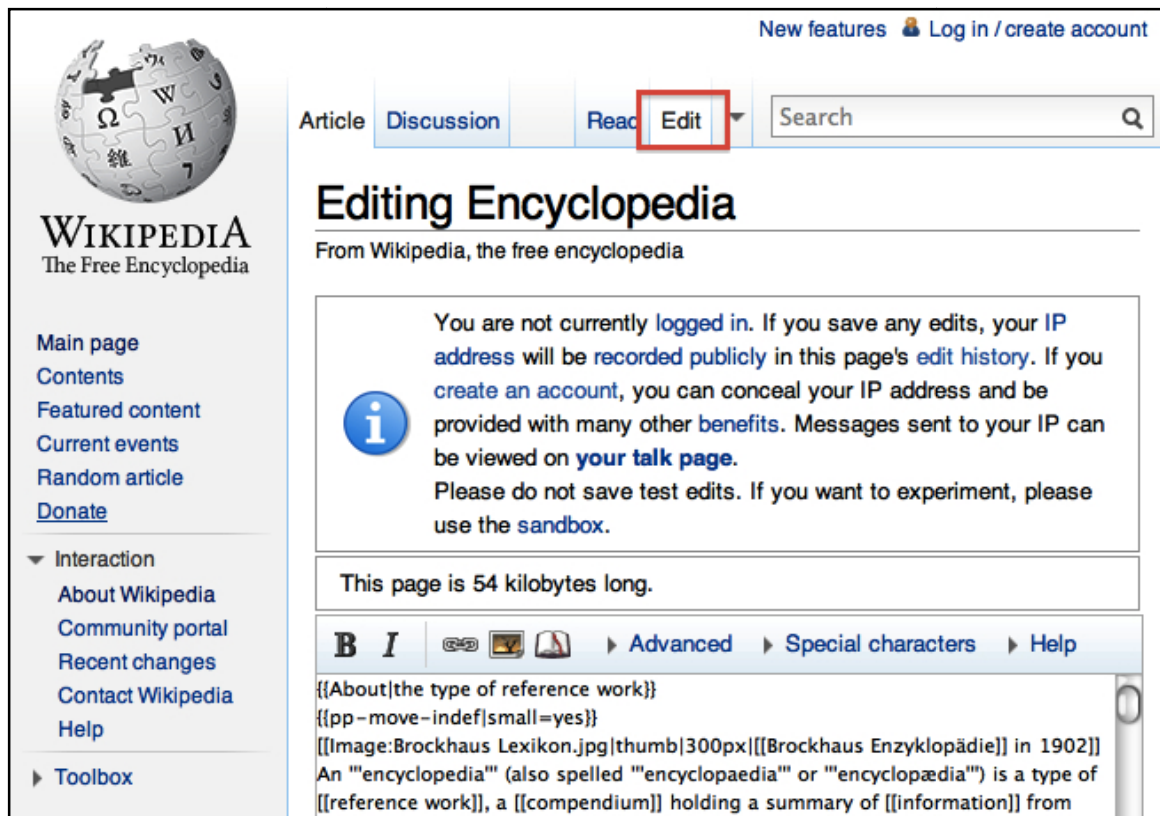 New features Log in / create account
Article Discussion Read Edit Search
WIKIPEDIA
The Free Encyclopedia
Main page
Contents
Featured content
Current events
Random article
Donate
Interaction
About Wikipedia
Community portal
Recent changes
Contact Wikipedia
Help
Toolbox
Editing Encyclopedia
From Wikipedia, the free encyclopedia
You are not currently logged in. If you save any edits, your IP
address will be recorded publicly in this page's edit history. If you
create an account, you can conceal your IP address and be
provided with many other benefits. Messages sent to your IP can
be viewed on your talk page.
Please do not save test edits. If you want to experiment, please
use the sandbox.
This page is 54 kilobytes long.
B I Advanced Special characters Help
{{About|the type of reference work}}
{{pp-move-indef|small=yes}}
[[Image:Brockhaus Lexikon.jpg|thumb|300px|[[Brockhaus Enzyklopädie]] in 1902]]
An '''encyclopedia''' (also spelled '''encyclopaedia''' or '''encyclopædia''') is a type of
[[reference work]], a [[compendium]] holding a summary of [[information]] from